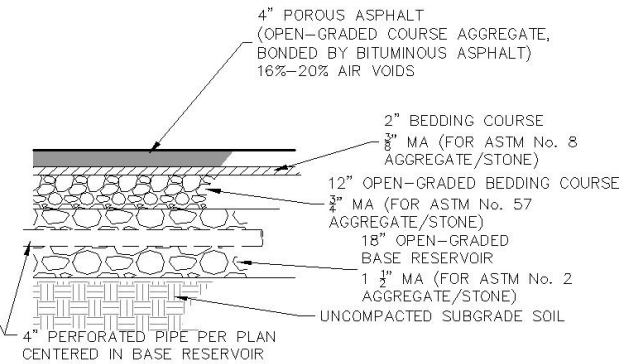 4" POROUS ASPHALT
(OPEN-GRADED COURSE AGGREGATE,
BONDED BY BITUMINOUS ASPHALT)
16%-20% AIR VOIDS
2" BEDDING COURSE
3/8" MA (FOR ASTM No. 8
AGGREGATE/STONE)
12" OPEN-GRADED BEDDING COURSE
3/4" MA (FOR ASTM No. 57
AGGREGATE/STONE)
18" OPEN-GRADED
BASE RESERVOIR
1 1/2" MA (FOR ASTM No. 2
AGGREGATE/STONE)
UNCOMPACTED SUBGRADE SOIL
4" PERFORATED PIPE PER PLAN
CENTERED IN BASE RESERVOIR